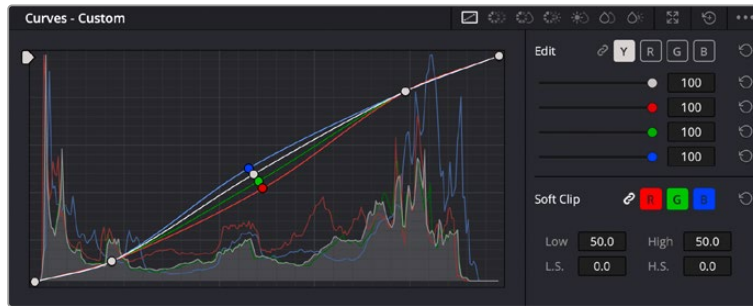 Curves - Custom
Edit Y R G B
100
100
100
100
Soft Clip R G B
Low 50.0 High 50.0
L.S. 0.0 H.S. 0.0